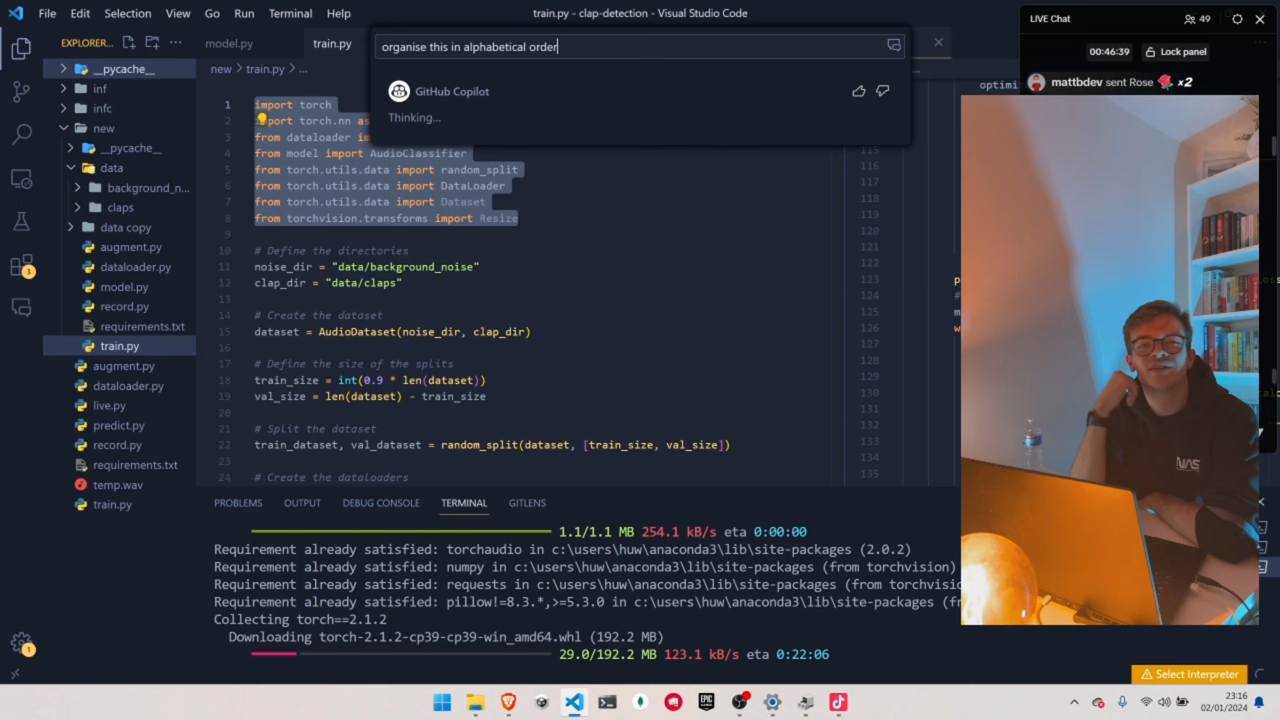 File Edit Selection View Go Run Terminal Help
train.py - clap-detection - Visual Studio Code
EXPLORER...
__pycache__
inf
infc
new
__pycache__
data
background_n...
claps
data copy
augment.py
dataloader.py
model.py
record.py
requirements.txt
train.py
augment.py
dataloader.py
live.py
predict.py
record.py
requirements.txt
temp.wav
train.py
3
1
model.py train.py
new > train.py > ...
organise this in alphabetical order
GitHub Copilot
Thinking...
1 import torch
2 import torch.nn as
3 from dataloader im
4 from model import AudioClassifier
5 from torch.utils.data import random_split
6 from torch.utils.data import DataLoader
7 from torch.utils.data import Dataset
8 from torchvision.transforms import Resize
9
10 # Define the directories
11 noise_dir = "data/background_noise"
12 clap_dir = "data/claps"
13
14 # Create the dataset
15 dataset = AudioDataset(noise_dir, clap_dir)
16
17 # Define the size of the splits
18 train_size = int(0.9 * len(dataset))
19 val_size = len(dataset) - train_size
20
21 # Split the dataset
22 train_dataset, val_dataset = random_split(dataset, [train_size, val_size])
23
24 # Create the dataloaders
optimi
115
116
117
118
119
120
121
122
123
124
125
126
127
128
129
130
131
132
133
134
135
PROBLEMS OUTPUT DEBUG CONSOLE TERMINAL GITLENS
1.1/1.1 MB 254.1 kB/s eta 0:00:00
Requirement already satisfied: torchaudio in c:\users\huw\anaconda3\lib\site-packages (2.0.2)
Requirement already satisfied: numpy in c:\users\huw\anaconda3\lib\site-packages (from torchvision)
Requirement already satisfied: requests in c:\users\huw\anaconda3\lib\site-packages (from torchvisio
Requirement already satisfied: pillow!=8.3.*,>=5.3.0 in c:\users\huw\anaconda3\lib\site-packages (fr
Collecting torch==2.1.2
Downloading torch-2.1.2-cp39-cp39-win_amd64.whl (192.2 MB)
29.0/192.2 MB 123.1 kB/s eta 0:22:06
LIVE Chat 49
00:46:39 Lock panel
mattbdev sent Rose x2
Select Interpreter
EPIC GAMES
23:16
02/01/2024